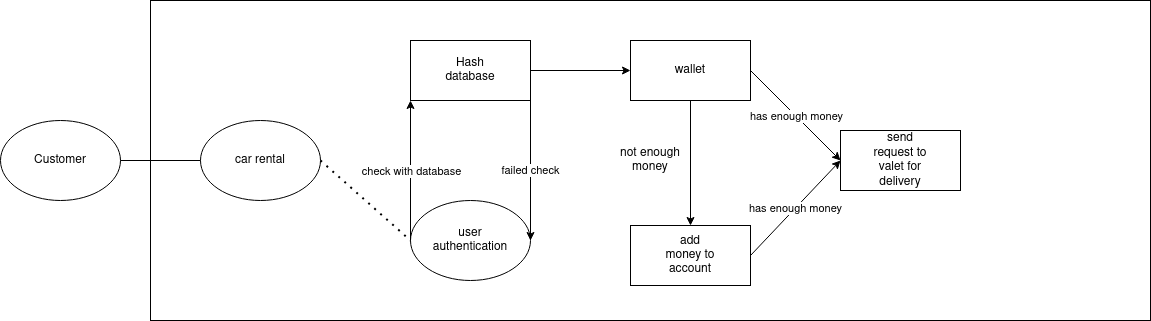 Hash
database
wallet
has enough money
send
request to
valet for
delivery
Customer
car rental
check with database
failed check
not enough
money
has enough money
user
authentication
add
money to
account